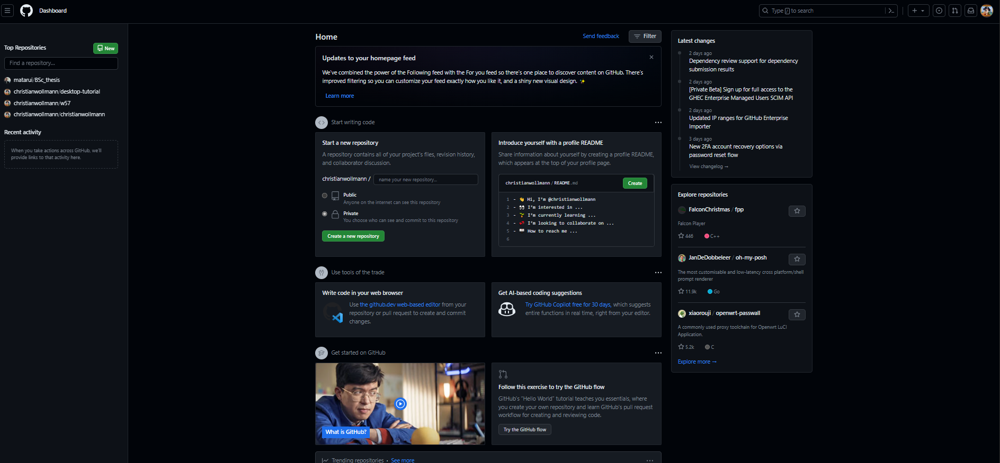 Dashboard
Type / to search
Top Repositories
New
Find a repository...
matarui/BSc_thesis
christianwollmann/desktop-tutorial
christianwollmann/w57
christianwollmann/christianwollmann
Recent activity
When you take actions across GitHub, we'll
provide links to that activity here.
Home
Send feedback
Filter
Updates to your homepage feed
We've combined the power of the Following feed with the For you feed so there's one place to discover content on GitHub. There's
improved filtering so you can customize your feed exactly how you like it, and a shiny new visual design. ✨
Learn more
Start writing code
Start a new repository
A repository contains all of your project's files, revision history,
and collaborator discussion.
christianwollmann /
name your new repository...
Public
Anyone on the internet can see this repository
Private
You choose who can see and commit to this repository
Create a new repository
Introduce yourself with a profile README
Share information about yourself by creating a profile README,
which appears at the top of your profile page.
christianwollmann / README.md
Create
1 - 👋 Hi, I'm @christianwollmann
2 - 👀 I'm interested in ...
3 - 🌱 I'm currently learning ...
4 - 💞️ I'm looking to collaborate on ...
5 - 📫 How to reach me ...
6
Use tools of the trade
Write code in your web browser
Use the github.dev web-based editor from your
repository or pull request to create and commit
changes.
Get AI-based coding suggestions
Try GitHub Copilot free for 30 days, which suggests
entire functions in real time, right from your editor.
Get started on GitHub
What is GitHub?
Follow this exercise to try the GitHub flow
GitHub's "Hello World" tutorial teaches you essentials, where
you create your own repository and learn GitHub's pull request
workflow for creating and reviewing code.
Try the GitHub flow
Trending repositories · See more
Latest changes
2 days ago
Dependency review support for dependency
submission results
2 days ago
[Private Beta] Sign up for full access to the
GHEC Enterprise Managed Users SCIM API
2 days ago
Updated IP ranges for GitHub Enterprise
Importer
3 days ago
New 2FA account recovery options via
password reset flow
View changelog →
Explore repositories
FalconChristmas / fpp
Falcon Player
446 C++
JanDeDobbeleer / oh-my-posh
The most customisable and low-latency cross platform/shell
prompt renderer
11.9k Go
xiaorouji / openwrt-passwall
A commonly used proxy toolchain for Openwrt LuCI
Application.
5.2k C
Explore more →